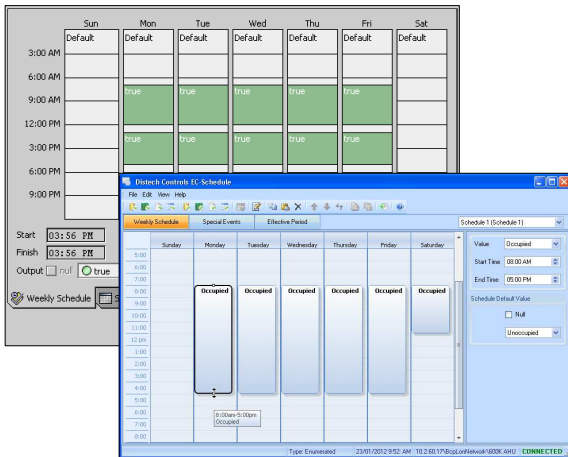 Sun Mon Tue Wed Thu Fri Sat
Default Default Default Default Default Default Default
3:00 AM
6:00 AM
9:00 AM true true true true true
12:00 PM
3:00 PM true true true true true
6:00 PM
9:00 PM
Start 03:56 PM
Finish 03:56 PM
Output null true
Weekly Schedule S
Distech Controls EC-Schedule
File Edit View Help
Weekly Schedule Special Events Effective Period Schedule 1 (Schedule 1)
Sunday Monday Tuesday Wednesday Thursday Friday Saturday
5:00
6:00
7:00
8:00 Occupied Occupied Occupied Occupied Occupied Occupied
9:00
10:00
11:00
12 pm
1:00
2:00
3:00
4:00
5:00
6:00
7:00
8:00
8:00am-5:00pm
Occupied
Value Occupied
Start Time 08:00 AM
End Time 05:00 PM
Schedule Default Value
Null
Unoccupied
Type: Enumerated 23/01/2012 9:52 AM 10.2.60.17\BcpLonNetwork\600K AHU CONNECTED